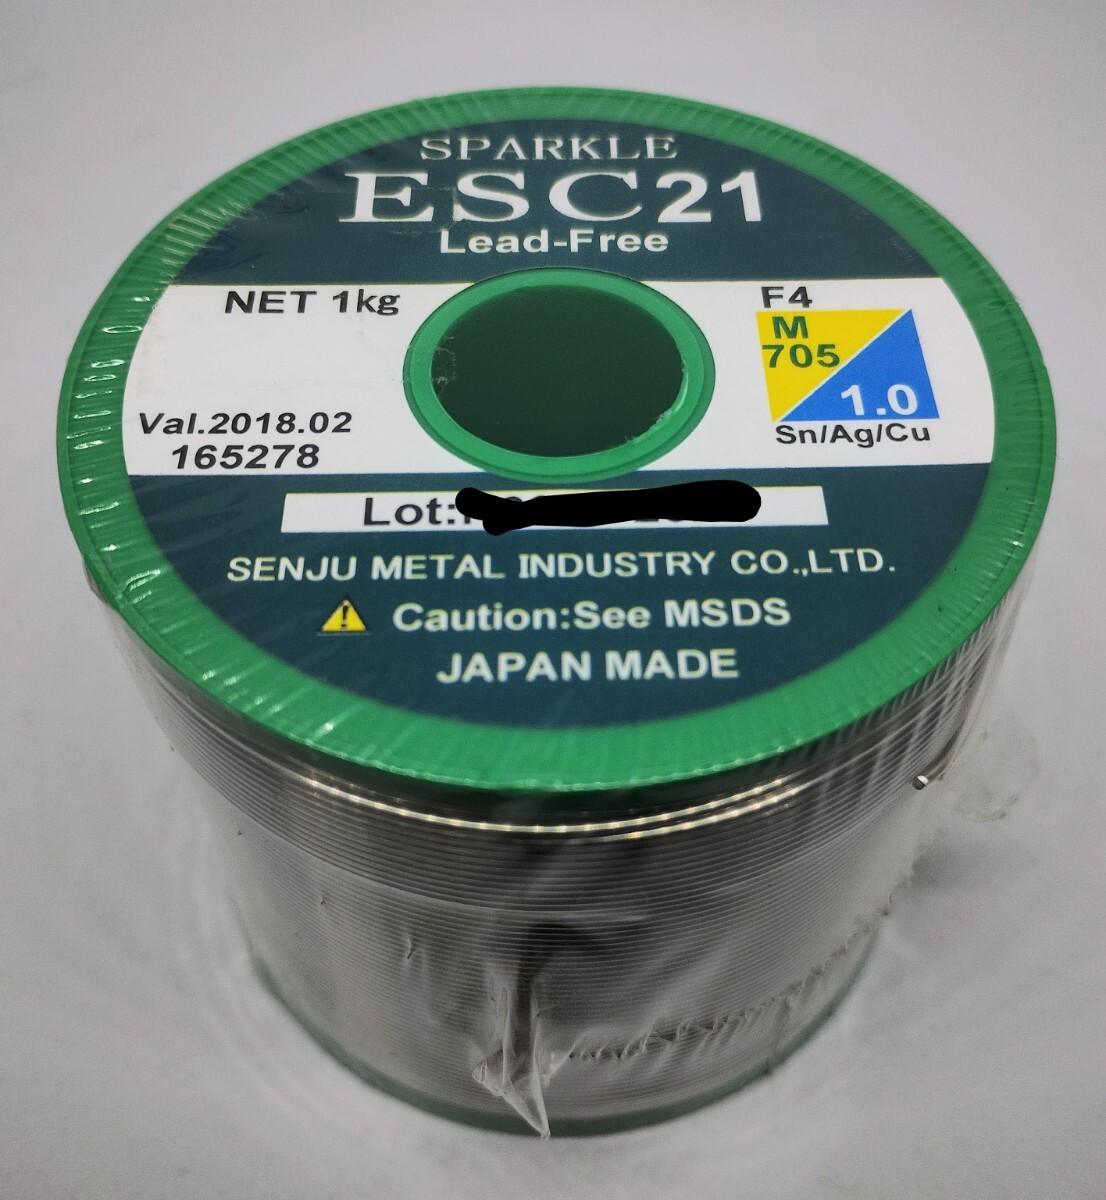 SPARKLE
ESC21
Lead-Free
NET 1kg
Val.2018.02
165278
F4
M
705
1.0
Sn/Ag/Cu
Lot:
SENJU METAL INDUSTRY CO.,LTD.
Caution:See MSDS
JAPAN MADE